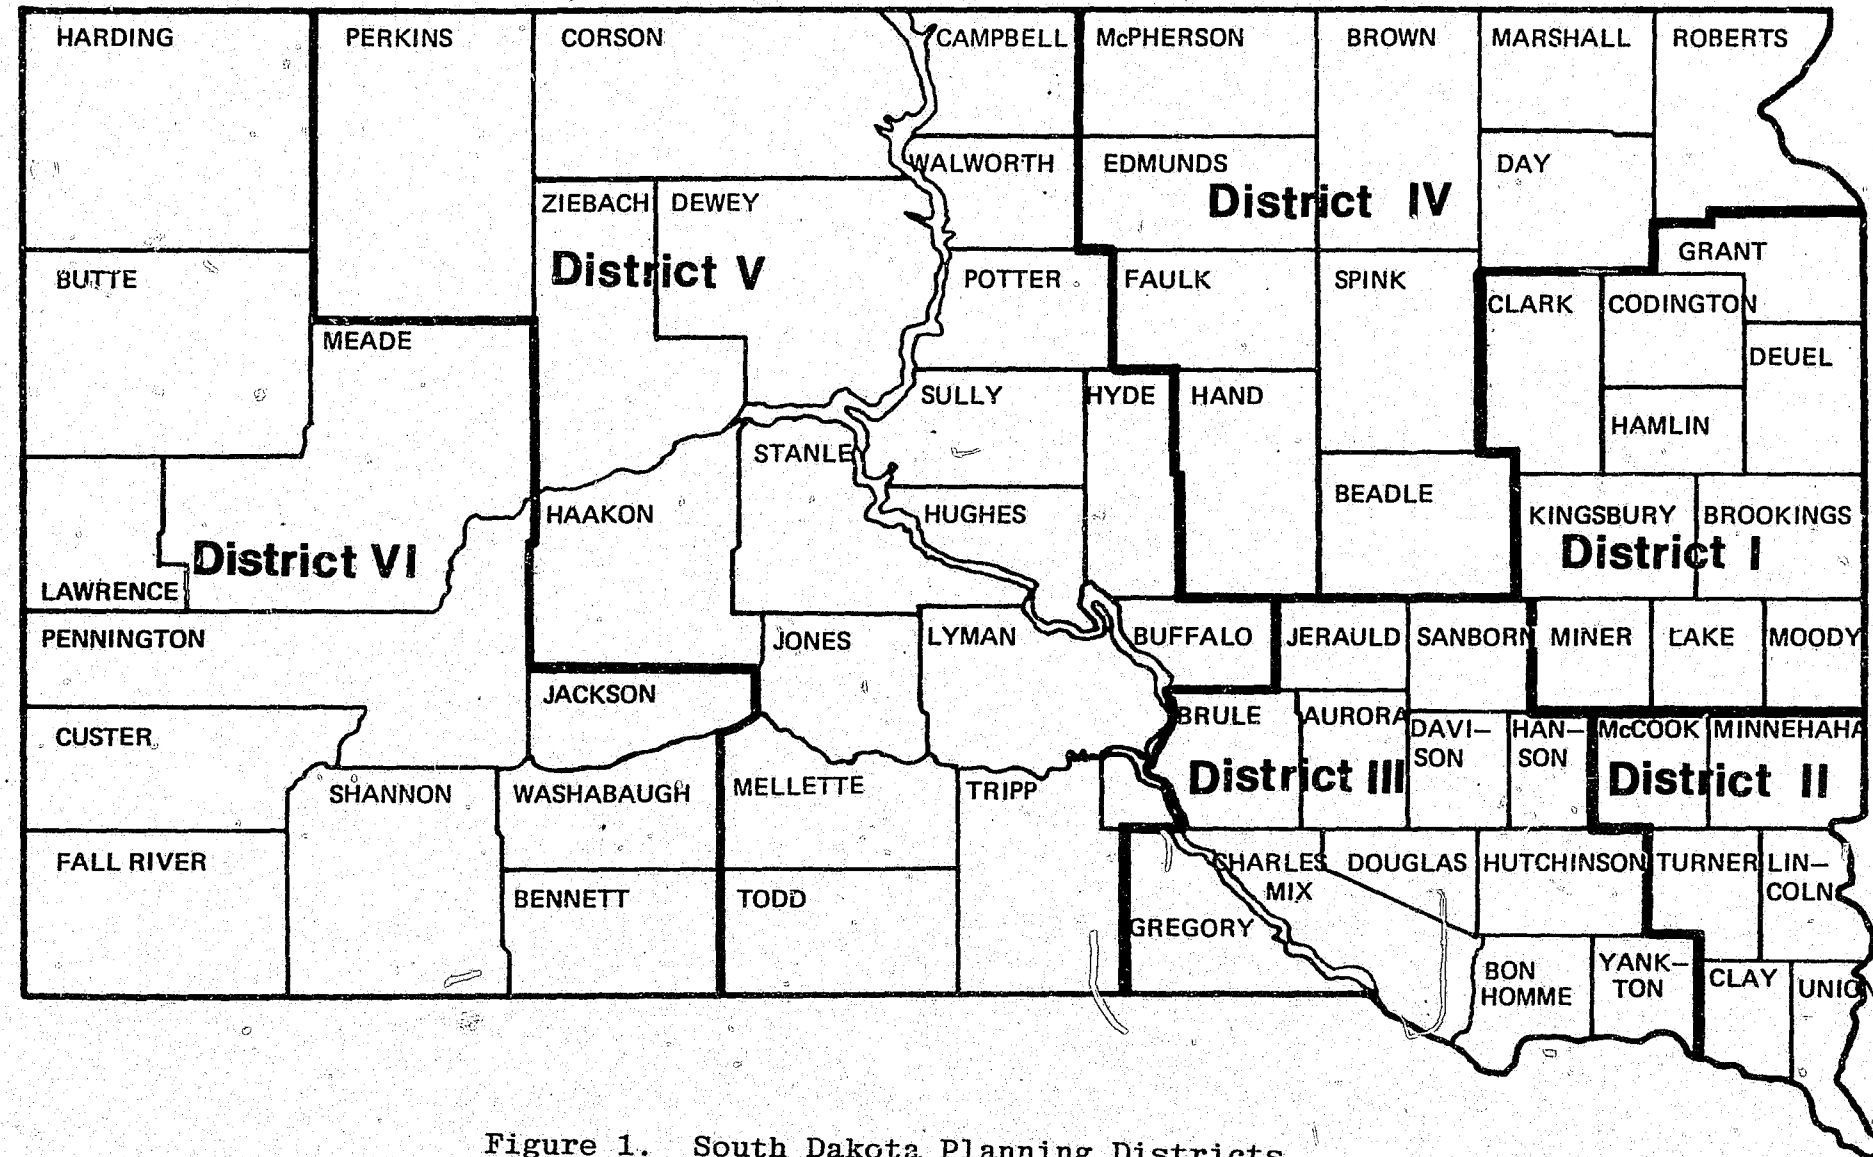 HARDING PERKINS CORSON CAMPBELL McPHERSON BROWN MARSHALL ROBERTS
WALWORTH EDMUNDS DAY
ZIEBACH DEWEY District IV
GRANT
BUTTE District V POTTER FAULK SPINK
CLARK CODINGTON
MEADE DEUEL
SULLY HYDE HAND
HAMLIN
STANLE
BEADLE
HAAKON HUGHES KINGSBURY BROOKINGS
District VI District I
LAWRENCE
PENNINGTON JONES LYMAN BUFFALO JERAULD SANBORN MINER LAKE MOODY
JACKSON
BRULE AURORA
CUSTER DAVI-
SON HAN-
SON McCOOK MINNEHAHA
District III District II
SHANNON WASHABAUGH MELLETTE TRIPP
FALL RIVER CHARLES
MIX DOUGLAS HUTCHINSON TURNER LIN-
COLN
BENNETT TODD
GREGORY
BON
HOMME YANK-
TON CLAY UNION
Figure 1. South Dakota Planning Districts